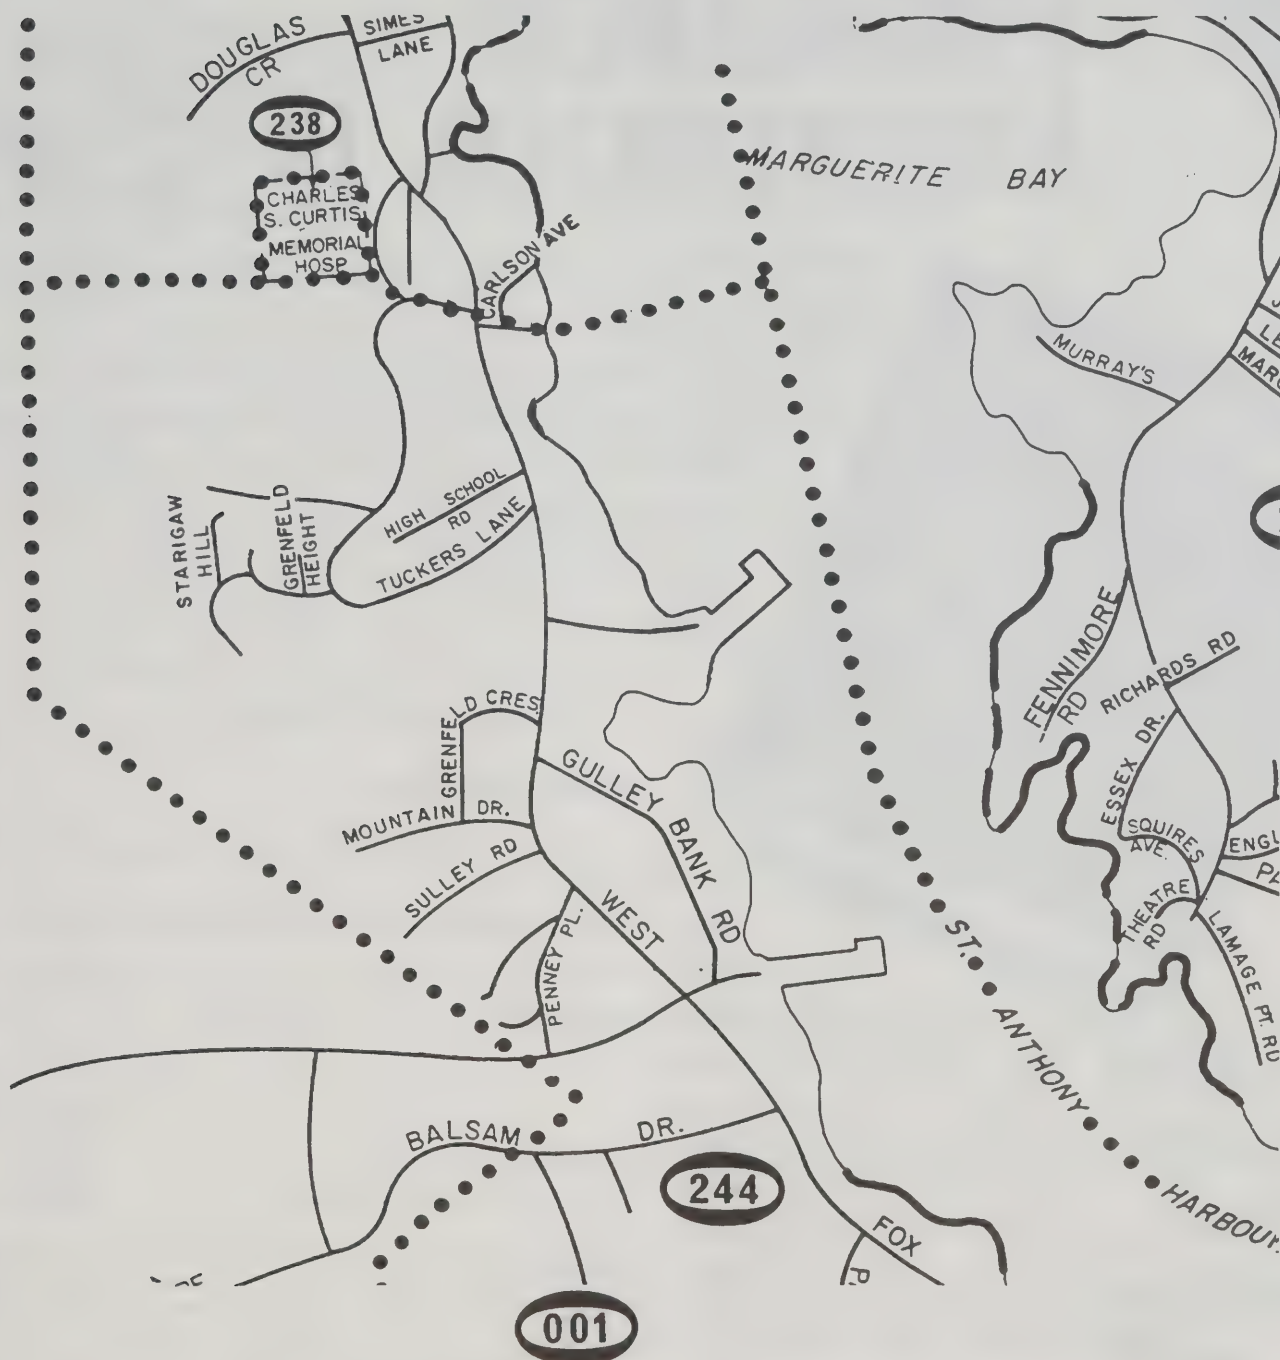 DOUGLAS
CR
SIMES
LANE
238
CHARLES
S. CURTIS
MEMORIAL
HOSP
CARLSON AVE
MARGUERITE BAY
MURRAY'S
STARIGAW
HILL
GRENFELD
HEIGHT
HIGH SCHOOL
RD
TUCKERS LANE
FENNIMORE
RD
RICHARDS RD
GRENFELD CRES.
ESSEX DR.
GULLEY BANK RD
MOUNTAIN DR.
SULLEY RD
SQUIRES
AVE.
THEATRE
RD
WEST
PENNEY PL.
LAMAGE PT. RD
ST. ANTHONY HARBOUR
BALSAM DR.
244
FOX
001